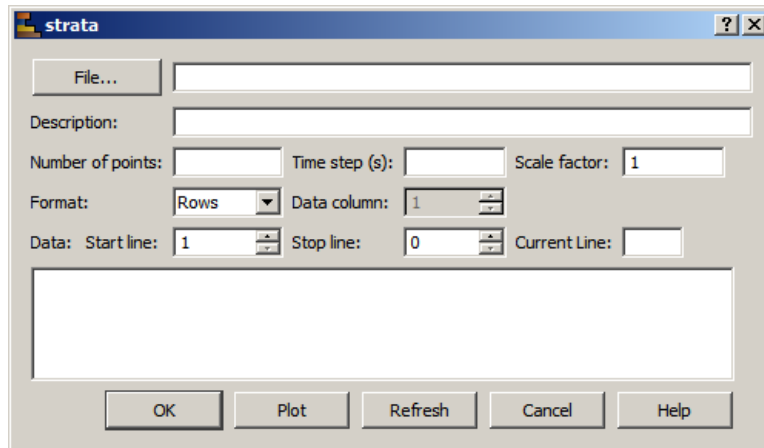 strata
File...
Description:
Number of points: Time step (s): Scale factor: 1
Format: Rows Data column: 1
Data: Start line: 1 Stop line: 0 Current Line:
OK Plot Refresh Cancel Help